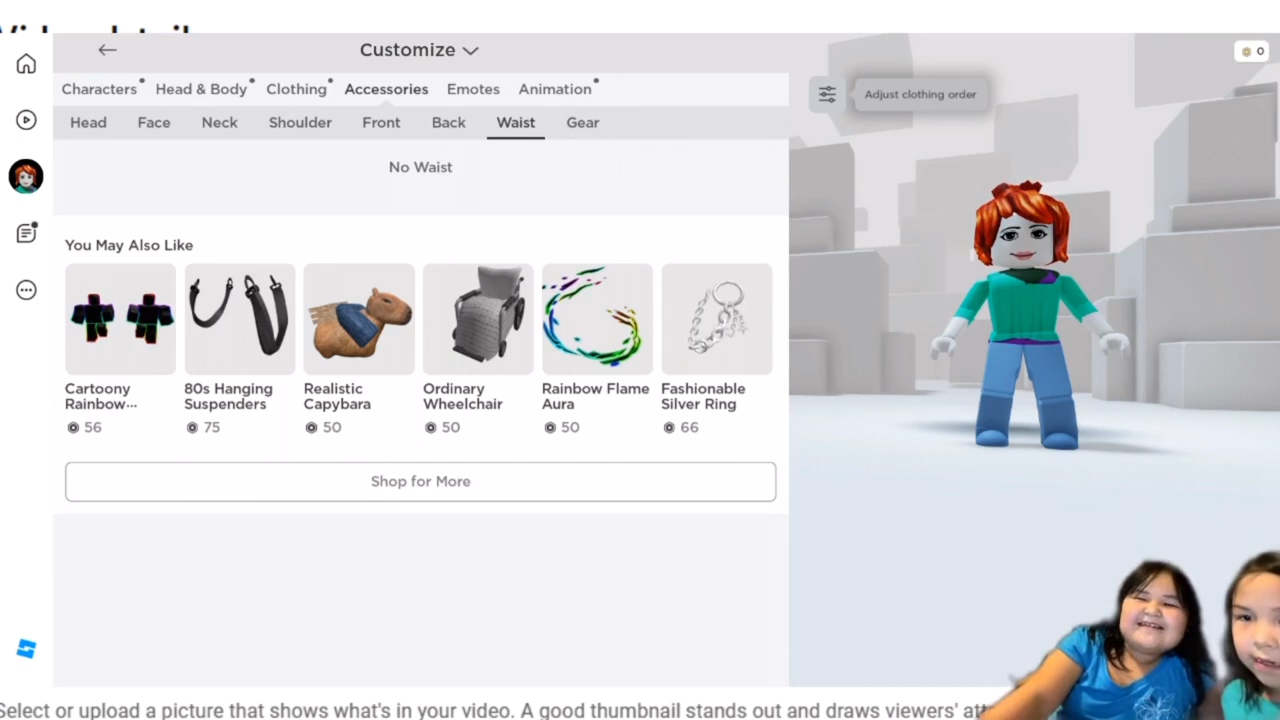 Customize
0
Characters Head & Body Clothing Accessories Emotes Animation
Adjust clothing order
Head Face Neck Shoulder Front Back Waist Gear
No Waist
You May Also Like
Cartoony
Rainbow...
56
80s Hanging
Suspenders
75
Realistic
Capybara
50
Ordinary
Wheelchair
50
Rainbow Flame
Aura
50
Fashionable
Silver Ring
66
Shop for More
Select or upload a picture that shows what's in your video. A good thumbnail stands out and draws viewers'